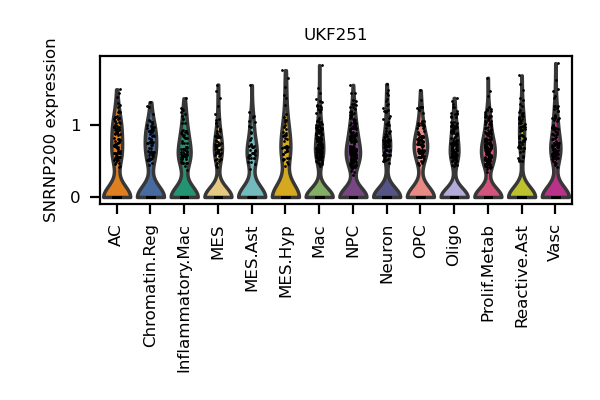 UKF251
SNRNP200 expression
1
0
AC
Chromatin.Reg
Inflammatory.Mac
MES
MES.Ast
MES.Hyp
Mac
NPC
Neuron
OPC
Oligo
Prolif.Metab
Reactive.Ast
Vasc